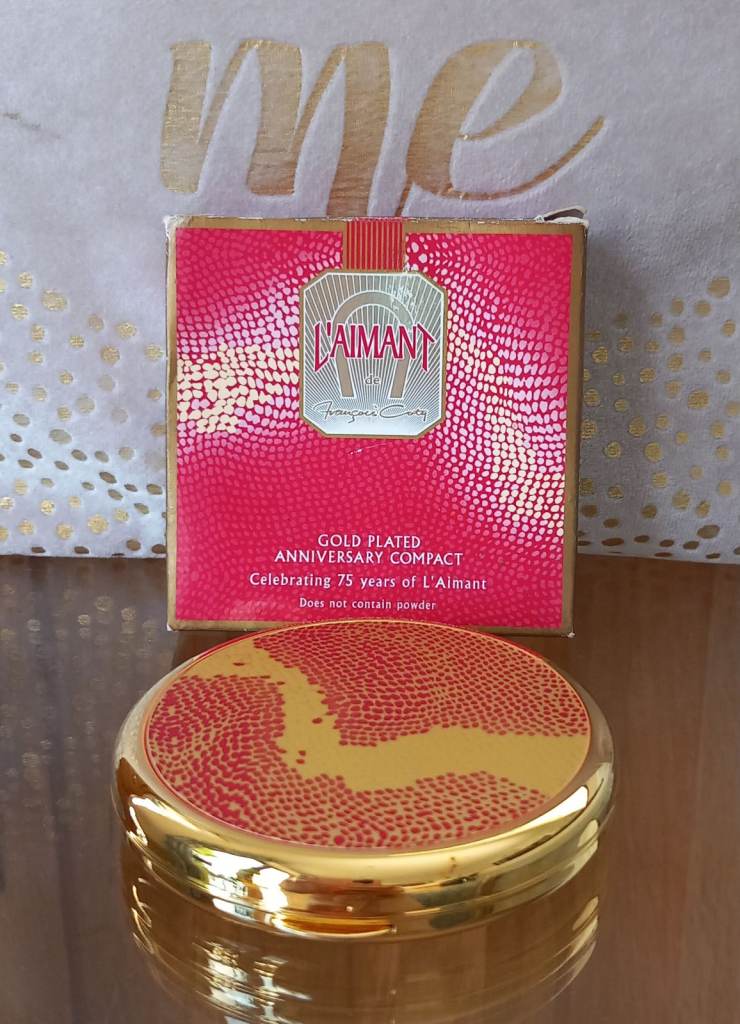 me
L'AIMANT
de
François Coty
GOLD PLATED
ANNIVERSARY COMPACT
Celebrating 75 years of L'Aimant
Does not contain powder